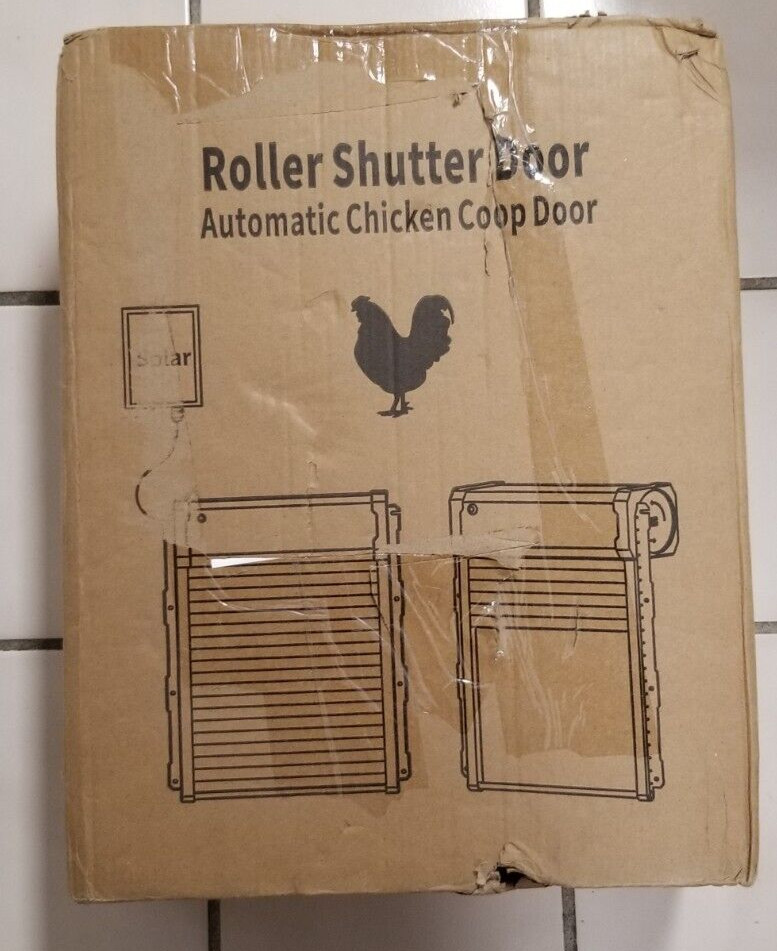 Roller Shutter Door
Automatic Chicken Coop Door
Solar